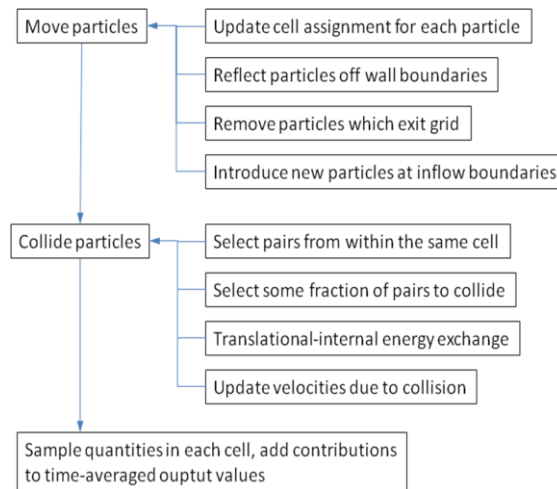 Move particles
Update cell assignment for each particle
Reflect particles off wall boundaries
Remove particles which exit grid
Introduce new particles at inflow boundaries
Collide particles
Select pairs from within the same cell
Select some fraction of pairs to collide
Translational-internal energy exchange
Update velocities due to collision
Sample quantities in each cell, add contributions
to time-averaged ouptut values